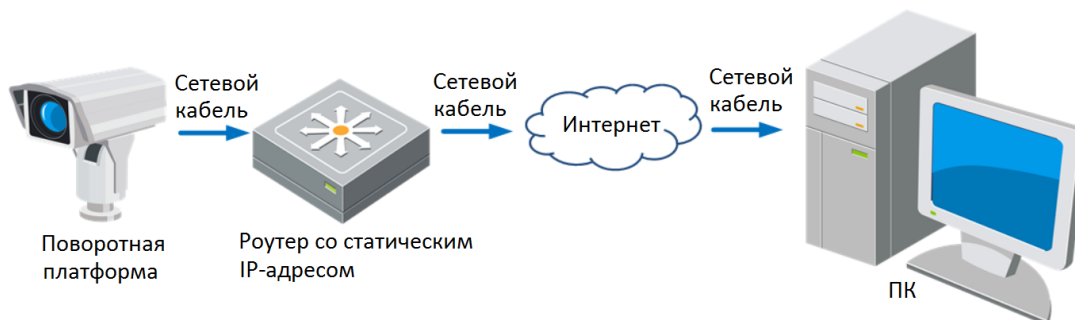 Сетевой
кабель
Сетевой
кабель
Интернет
Сетевой
кабель
Поворотная
платформа
Роутер со статическим
IP-адресом
ПК